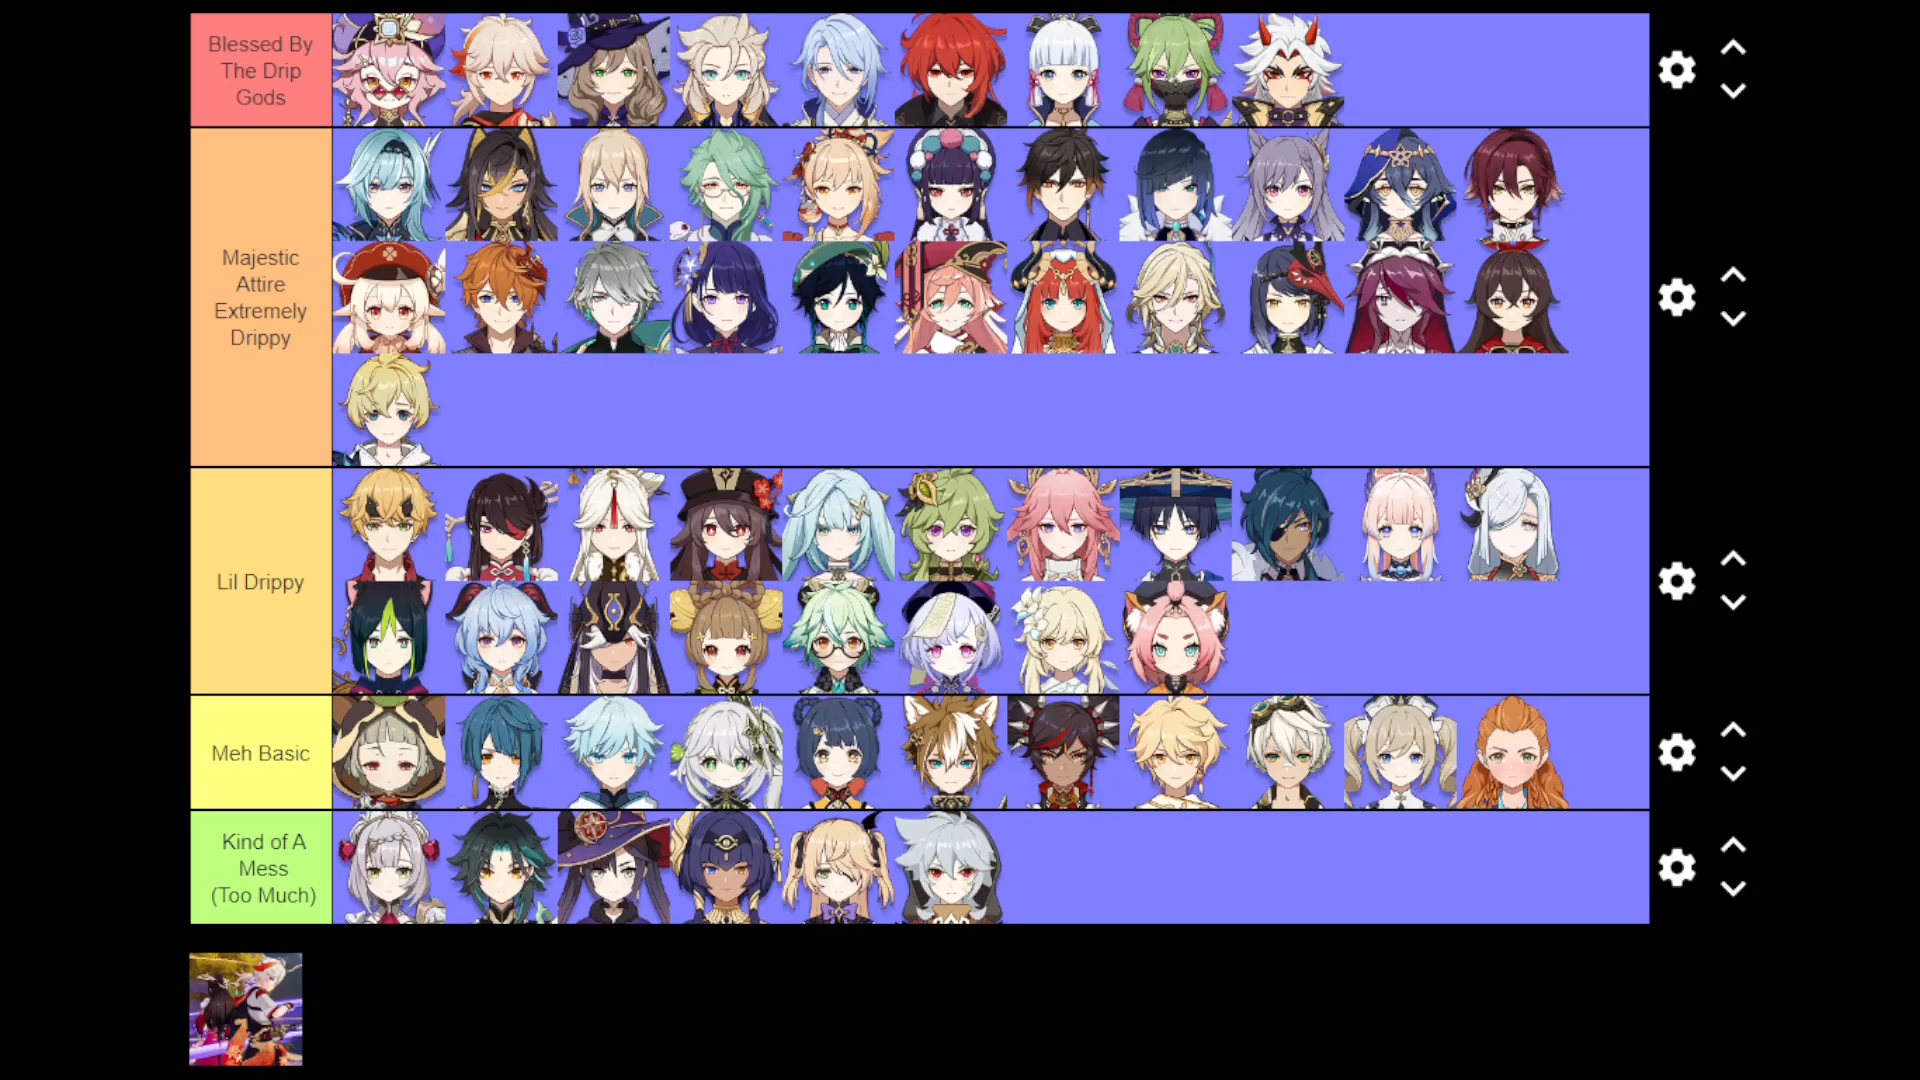 Blessed By
The Drip
Gods
Majestic
Attire
Extremely
Drippy
Lil Drippy
Meh Basic
Kind of A
Mess
(Too Much)